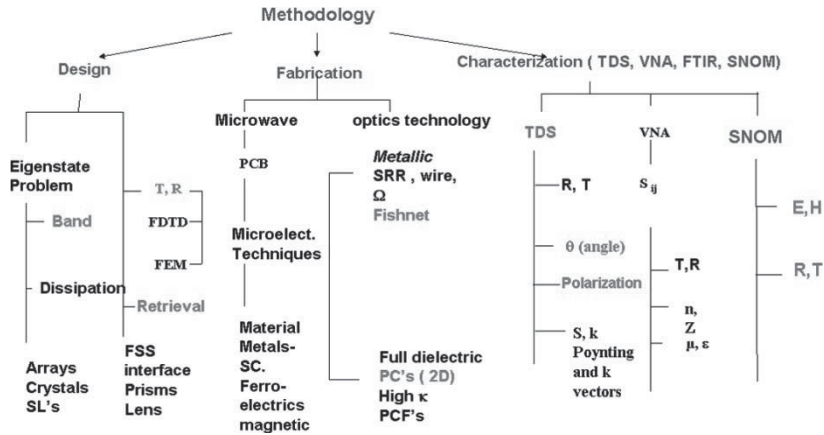 Methodology
Design
Fabrication
Characterization ( TDS, VNA, FTIR, SNOM)
Microwave
optics technology
TDS
VNA
SNOM
Eigenstate
Problem
Band
Dissipation
Arrays
Crystals
SL's
T, R
FDTD
FEM
Retrieval
FSS
interface
Prisms
Lens
PCB
Microelect.
Techniques
Material
Metals-
SC.
Ferro-
electrics
magnetic
Metallic
SRR , wire,
Ω
Fishnet
Full dielectric
PC's ( 2D)
High κ
PCF's
R, T
θ (angle)
Polarization
S, k
Poynting
and k
vectors
S ij
T,R
n,
Z
μ, ε
E,H
R,T